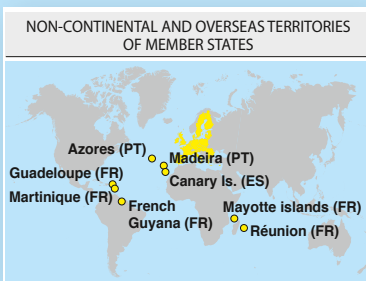 NON-CONTINENTAL AND OVERSEAS TERRITORIES
OF MEMBER STATES
Azores (PT)
Madeira (PT)
Guadeloupe (FR)
Canary Is. (ES)
Martinique (FR)
French
Guyana (FR)
Mayotte islands (FR)
Réunion (FR)